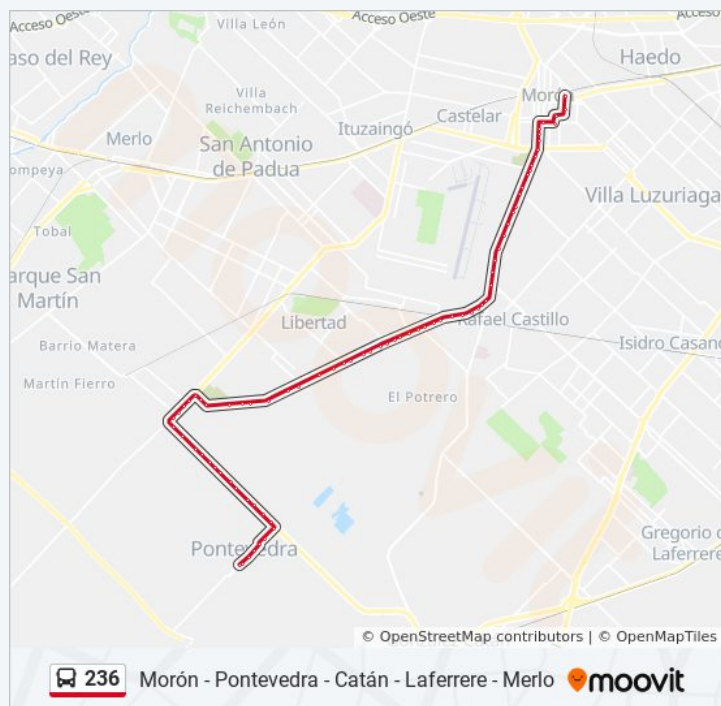 Acceso Oeste
Villa León
Acceso Oeste
Acceso
aso del Rey
Haedo
Villa
Reichembach
Morón
Castelar
Ituzaingó
Merlo
San Antonio
de Padua
ompeya
Villa Luzuriaga
Tobal
arque San
Martín
Libertad
Rafael Castillo
Barrio Matera
Isidro Casano
Martín Fierro
El Potrero
Pontevedra
Gregorio d
Laferrere
© OpenStreetMap contributors | © OpenMapTiles
236 Morón - Pontevedra - Catán - Laferrere - Merlo moovit